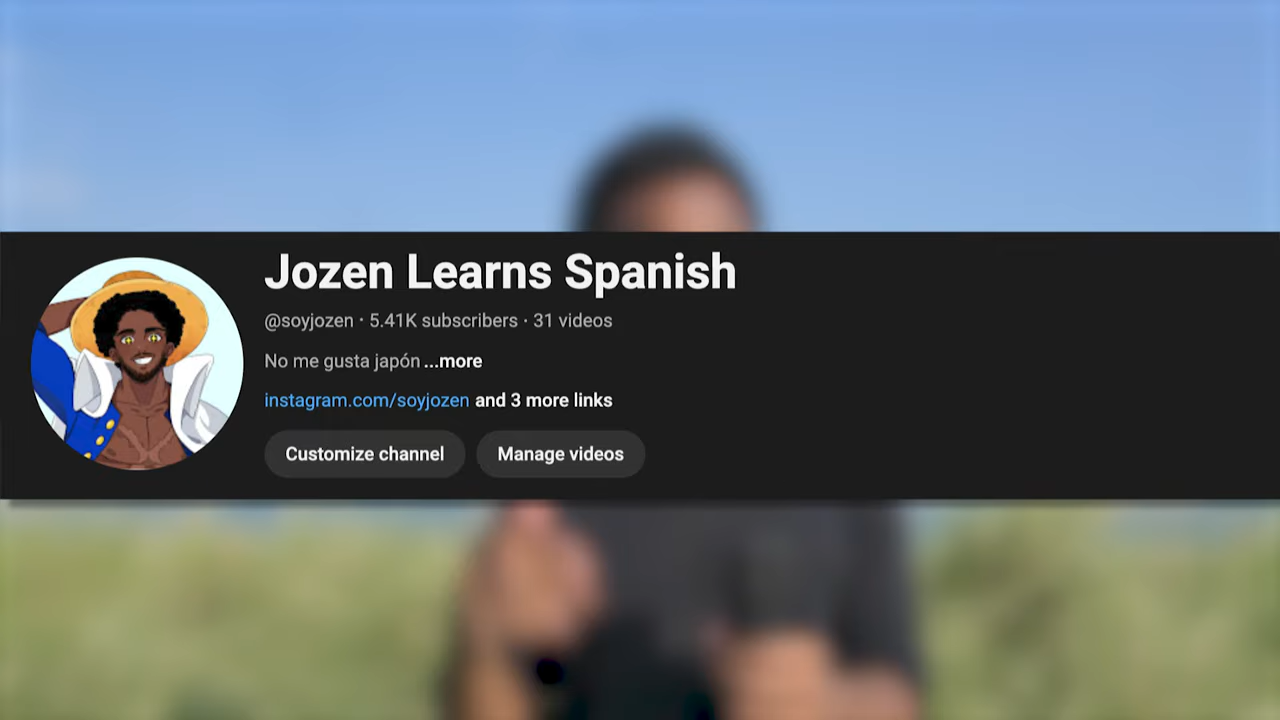 Jozen Learns Spanish
@soyjozen · 5.41K subscribers · 31 videos
No me gusta japón ...more
instagram.com/soyjozen and 3 more links
Customize channel
Manage videos